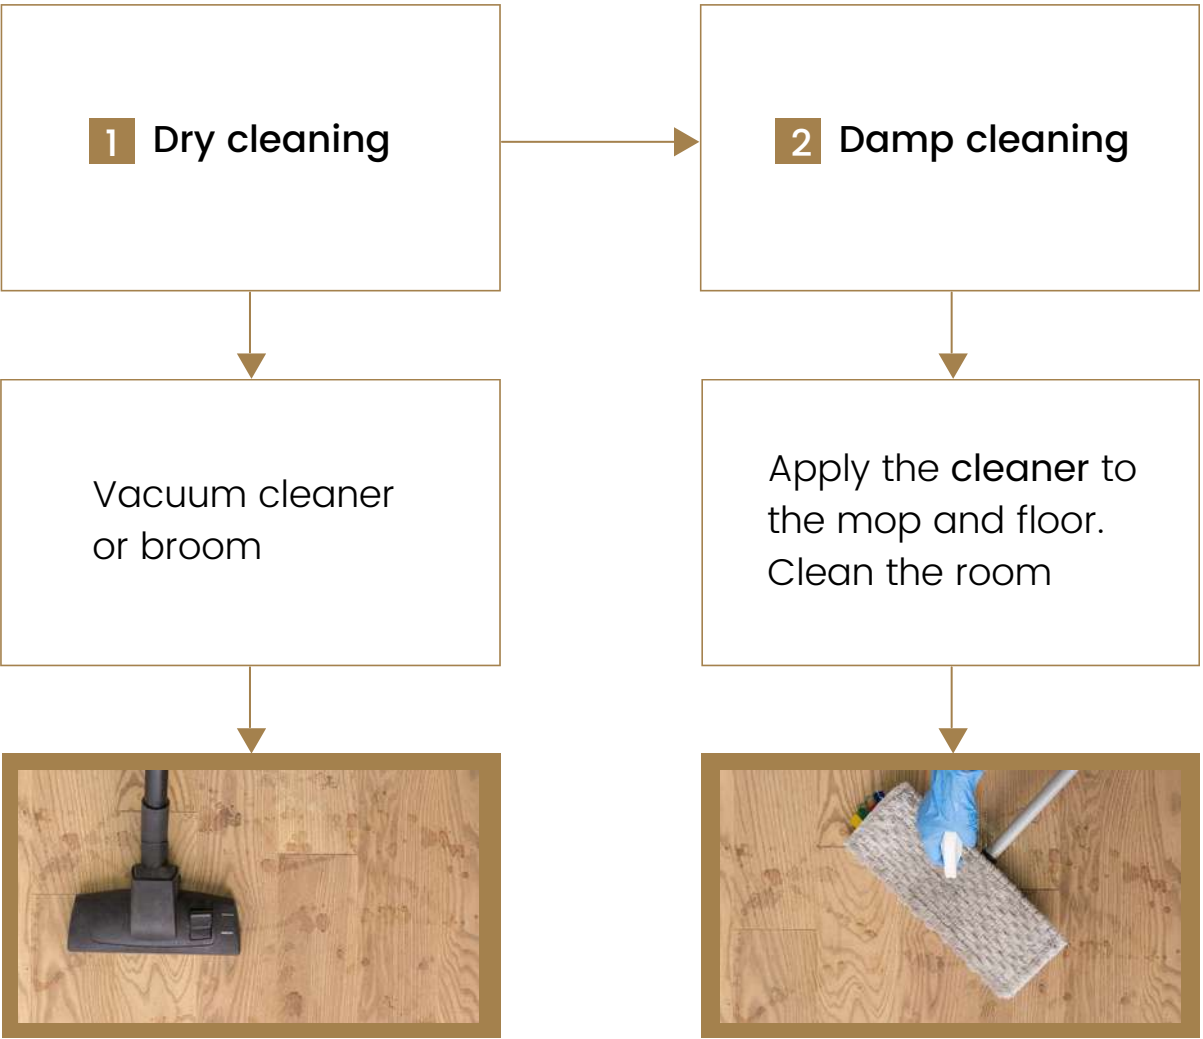 1 Dry cleaning
2 Damp cleaning
Vacuum cleaner
or broom
Apply the cleaner to
the mop and floor.
Clean the room